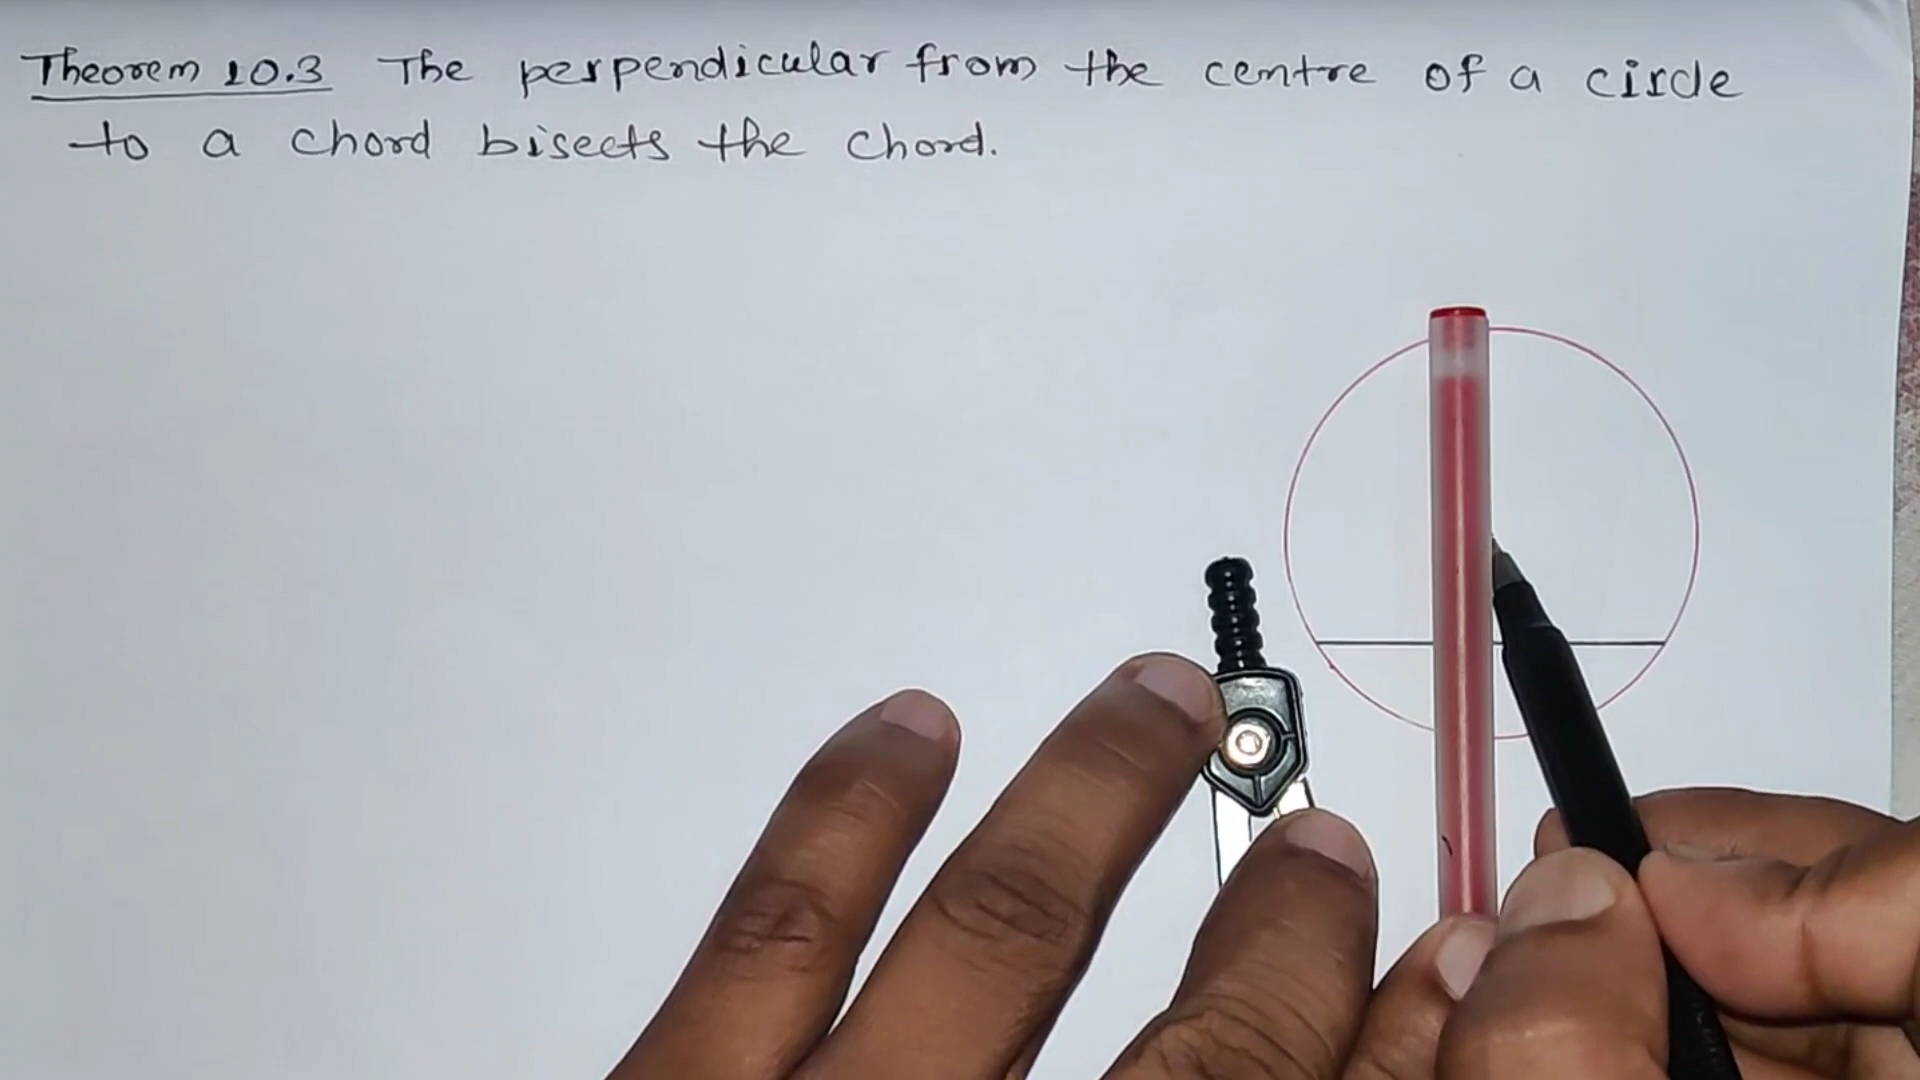 Theorem 10.3 The perpendicular from the centre of a circle
to a chord bisects the chord.